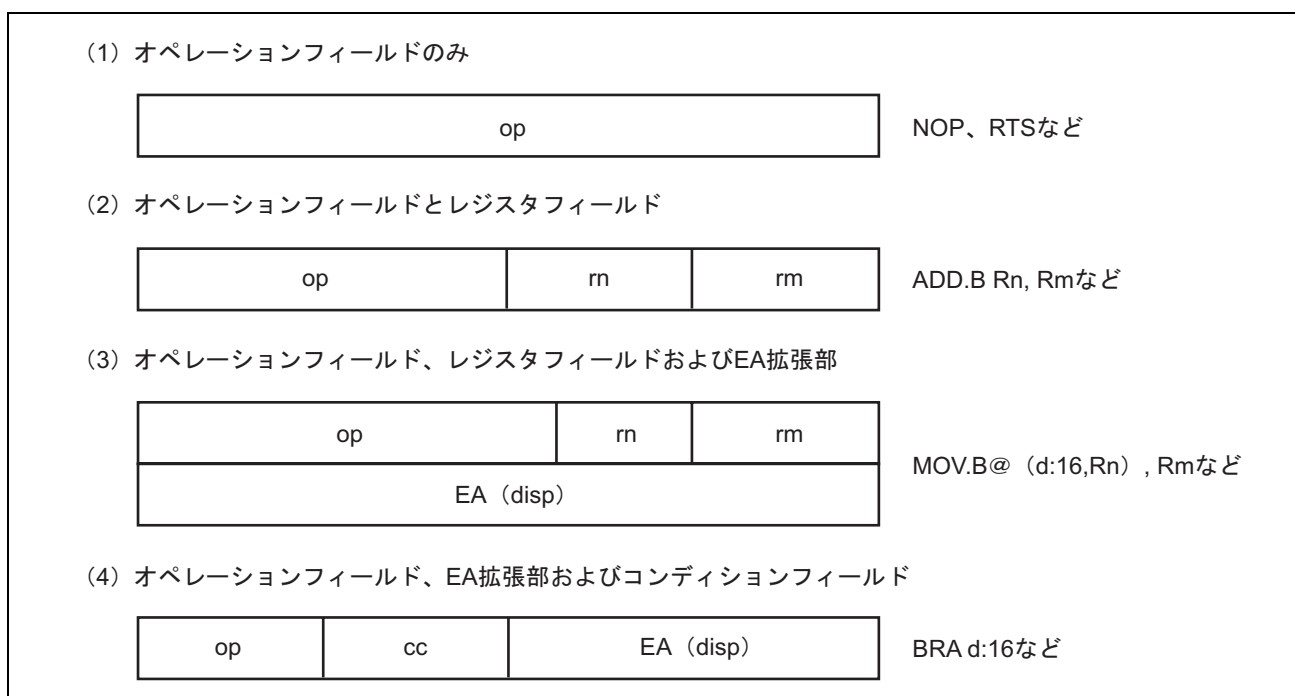 (1) オペレーションフィールドのみ
op
NOP、RTSなど
(2) オペレーションフィールドとレジスタフィールド
op rn rm
ADD.B Rn, Rmなど
(3) オペレーションフィールド、レジスタフィールドおよびEA拡張部
op rn rm
EA(disp)
MOV.B@(d:16,Rn), Rmなど
(4) オペレーションフィールド、EA拡張部およびコンディションフィールド
op cc EA(disp)
BRA d:16など